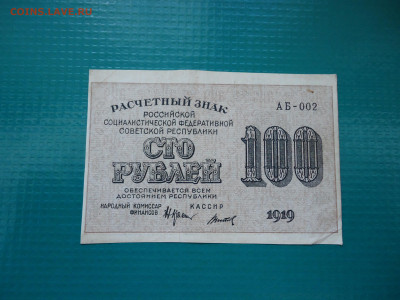 COINS.LAVE.RU
РАСЧЕТНЫЙ ЗНАК
РОССИЙСКОЙ
СОЦИАЛИСТИЧЕСКОЙ ФЕДЕРАТИВНОЙ
СОВЕТСКОЙ РЕСПУБЛИКИ
СТО
РУБЛЕЙ
ОБЕСПЕЧИВАЕТСЯ ВСЕМ
ДОСТОЯНИЕМ РЕСПУБЛИКИ
НАРОДНЫЙ КОМИССАР
ФИНАНСОВ
КАССИР
АБ-002
100
1919